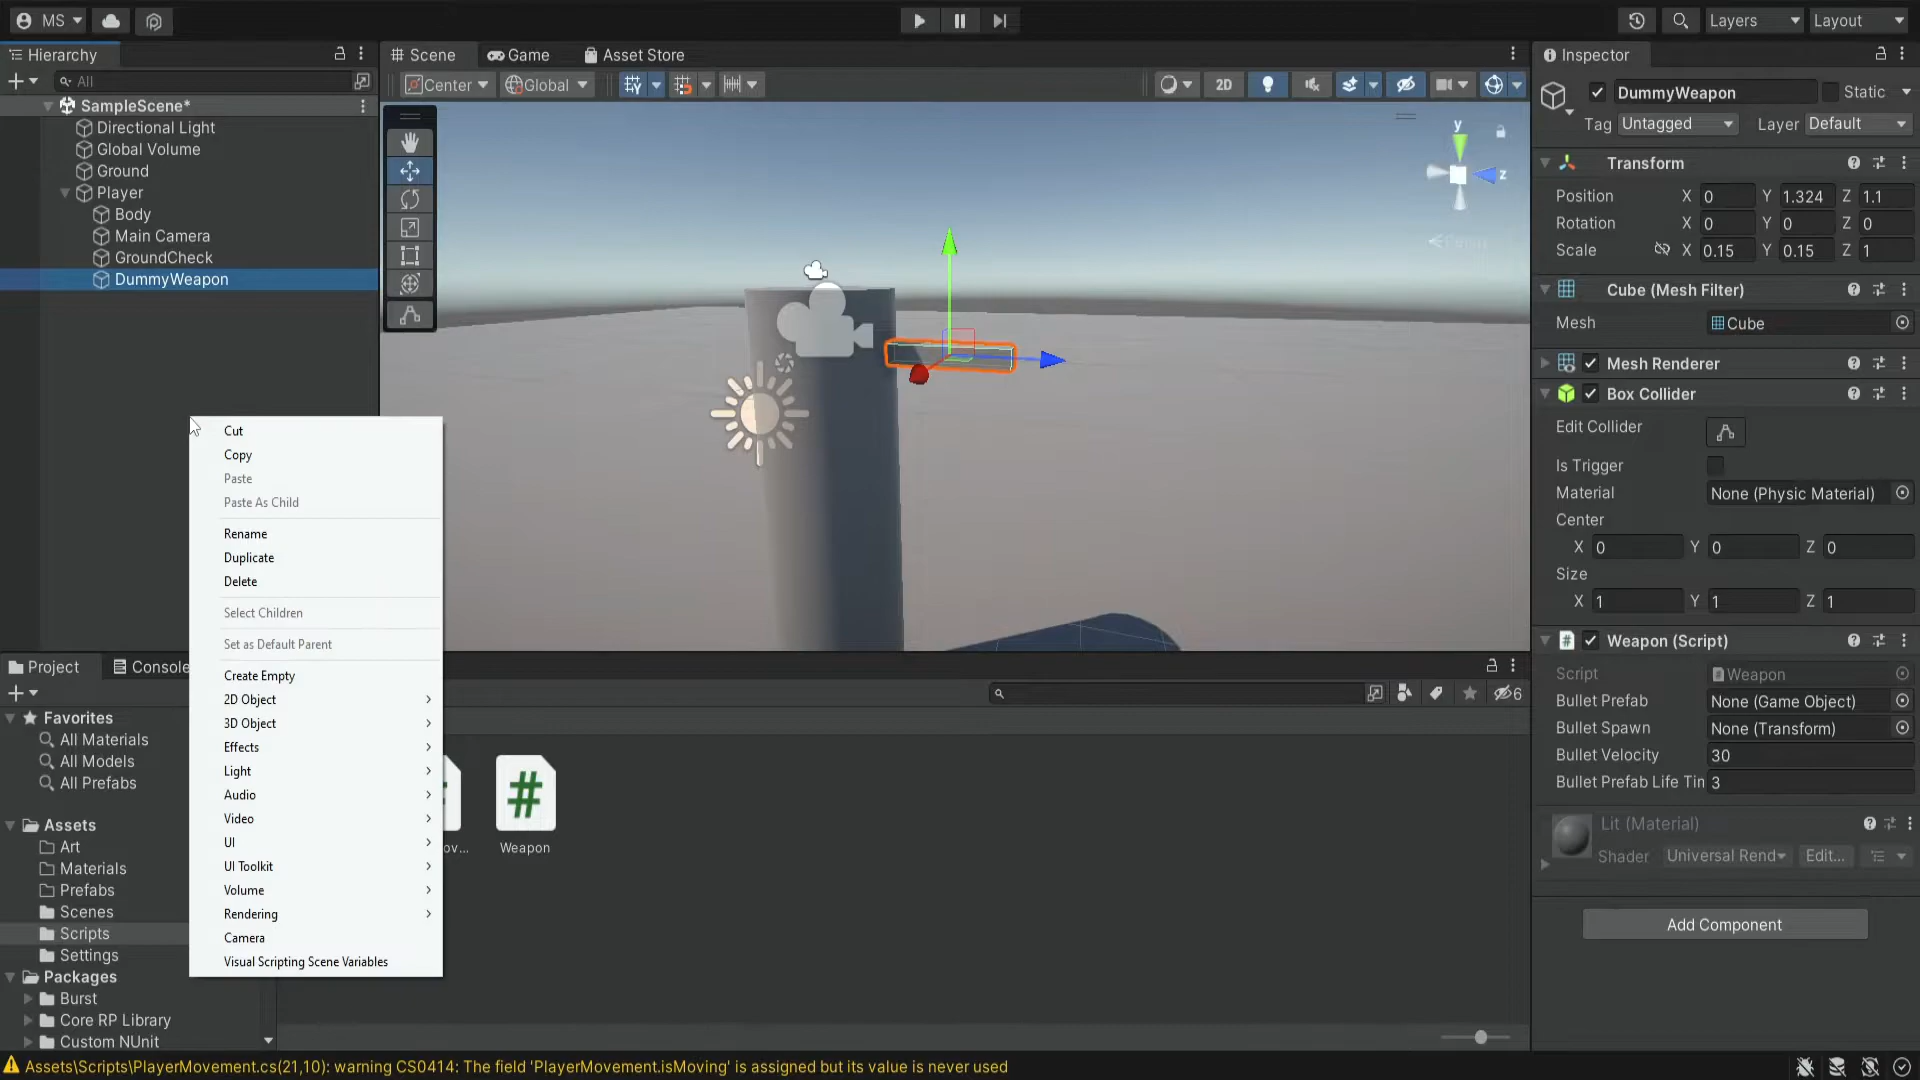 MS
Layers
Layout
Hierarchy
All
SampleScene*
Directional Light
Global Volume
Ground
Player
Body
Main Camera
GroundCheck
DummyWeapon
Scene
Game
Asset Store
Center
Global
2D
y
z
Persp
Cut
Copy
Paste
Paste As Child
Rename
Duplicate
Delete
Select Children
Set as Default Parent
Create Empty
2D Object
3D Object
Effects
Light
Audio
Video
UI
UI Toolkit
Volume
Rendering
Camera
Visual Scripting Scene Variables
Project
Console
Favorites
All Materials
All Models
All Prefabs
Assets
Art
Materials
Prefabs
Scenes
Scripts
Settings
Packages
Burst
Core RP Library
Custom NUnit
6
ov...
#
Weapon
Inspector
DummyWeapon
Static
Tag Untagged Layer Default
Transform
Position X 0 Y 1.324 Z 1.1
Rotation X 0 Y 0 Z 0
Scale X 0.15 Y 0.15 Z 1
Cube (Mesh Filter)
Mesh Cube
Mesh Renderer
Box Collider
Edit Collider
Is Trigger
Material None (Physic Material)
Center
X 0 Y 0 Z 0
Size
X 1 Y 1 Z 1
# Weapon (Script)
Script Weapon
Bullet Prefab None (Game Object)
Bullet Spawn None (Transform)
Bullet Velocity 30
Bullet Prefab Life Tin 3
Lit (Material)
Shader Universal Rend Edit...
Add Component
Assets\Scripts\PlayerMovement.cs(21,10): warning CS0414: The field 'PlayerMovement.isMoving' is assigned but its value is never used